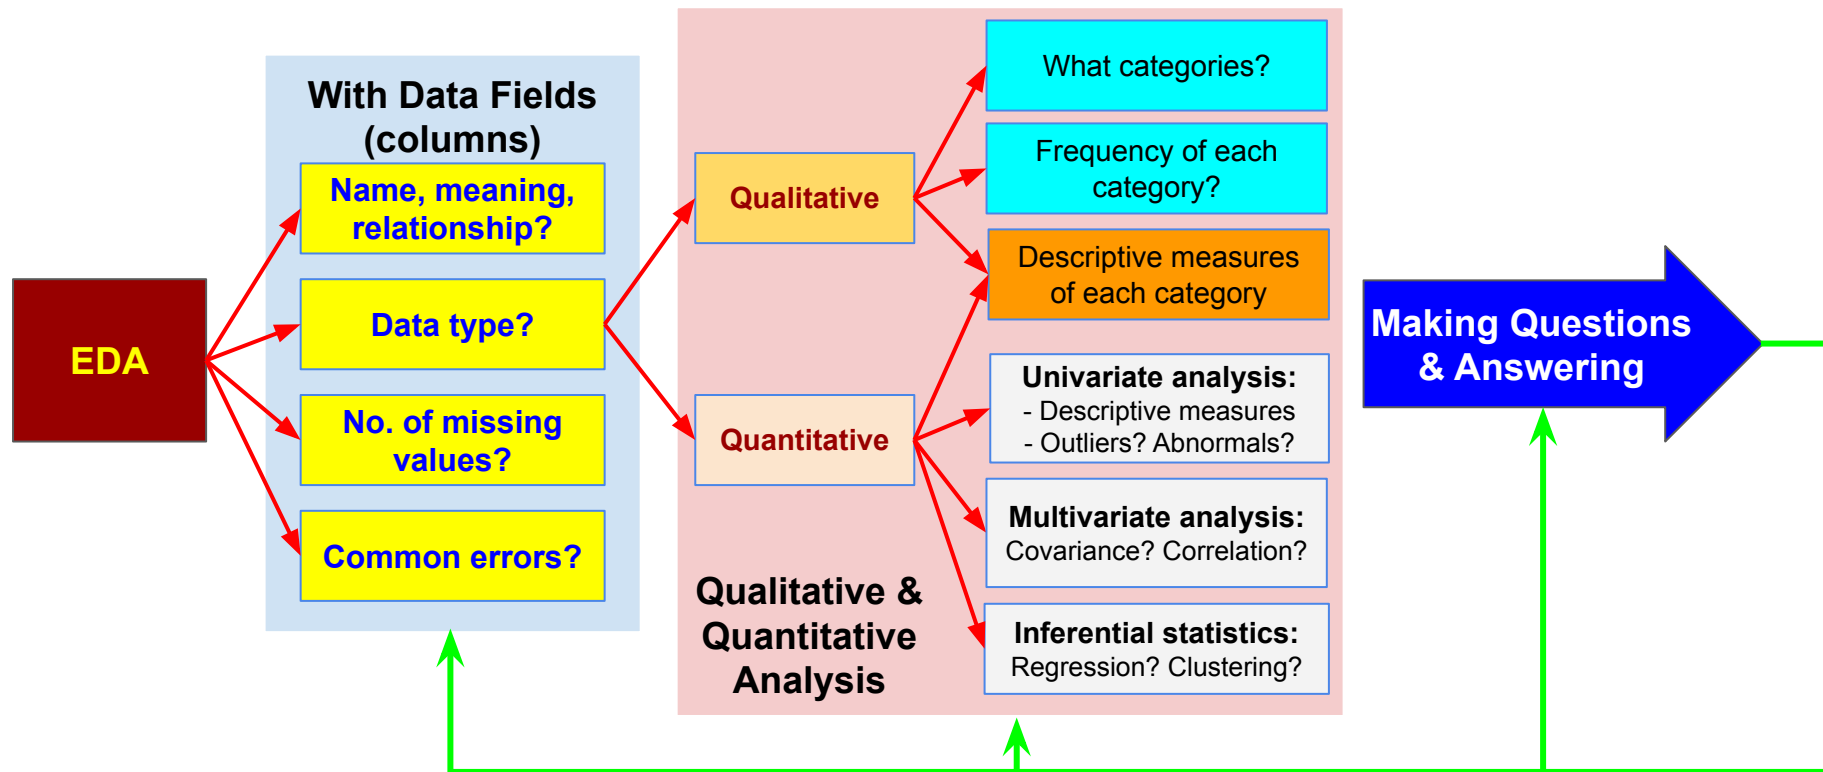 EDA
With Data Fields
(columns)
Name, meaning,
relationship?
Data type?
No. of missing
values?
Common errors?
Qualitative
Quantitative
Qualitative &
Quantitative
Analysis
What categories?
Frequency of each
category?
Descriptive measures
of each category
Univariate analysis:
- Descriptive measures
- Outliers? Abnormals?
Multivariate analysis:
Covariance? Correlation?
Inferential statistics:
Regression? Clustering?
Making Questions
& Answering